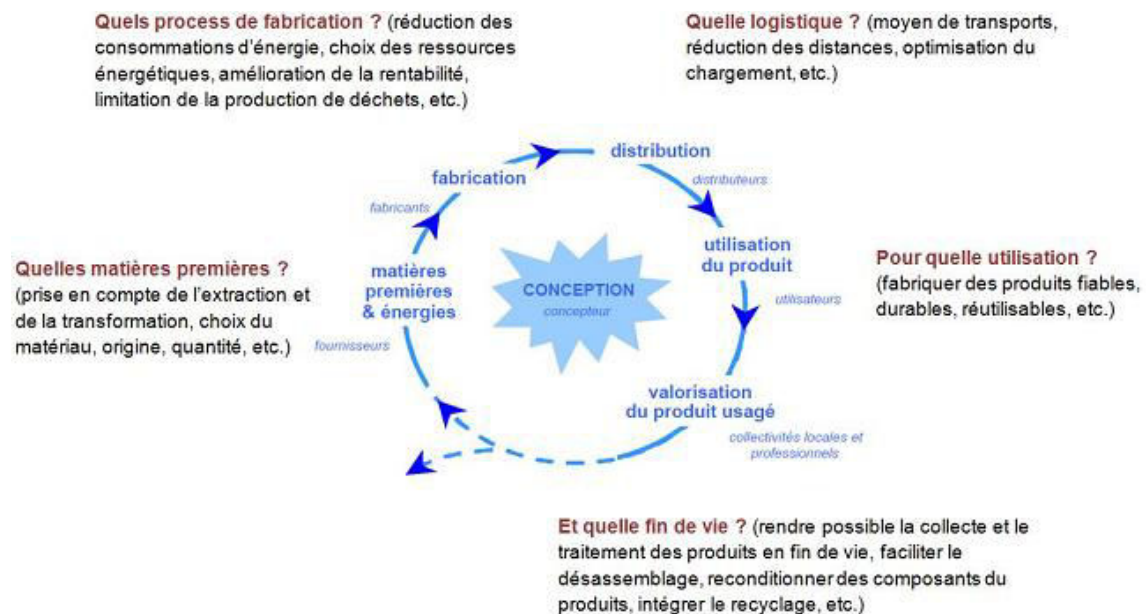 Quels process de fabrication ? (réduction des
consommations d'énergie, choix des ressources
énergétiques, amélioration de la rentabilité,
limitation de la production de déchets, etc.)
Quelle logistique ? (moyen de transports,
réduction des distances, optimisation du
chargement, etc.)
distribution
distributeurs
fabrication
fabricants
utilisation
du produit
utilisateurs
Pour quelle utilisation ?
(fabriquer des produits fiables,
durables, réutilisables, etc.)
Quelles matières premières ?
(prise en compte de l'extraction et
de la transformation, choix du
matériau, origine, quantité, etc.)
matières
premières
& énergies
fournisseurs
CONCEPTION
concepteur
valorisation
du produit usagé
collectivités locales et
professionnels
Et quelle fin de vie ? (rendre possible la collecte et le
traitement des produits en fin de vie, faciliter le
désassemblage, reconditionner des composants du
produits, intégrer le recyclage, etc.)